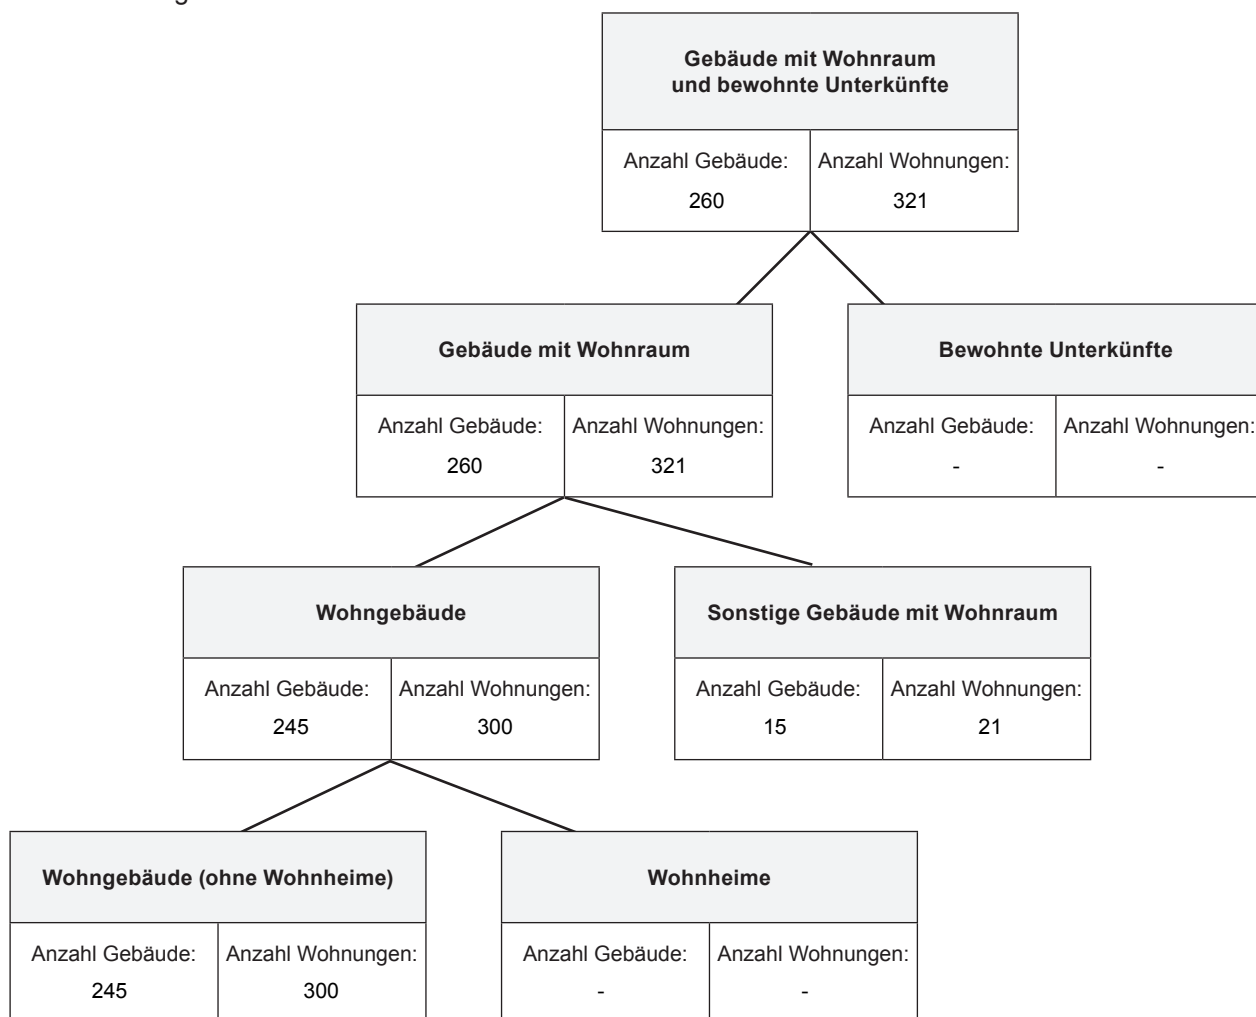 Gebäude mit Wohnraum
und bewohnte Unterkünfte
Anzahl Gebäude: Anzahl Wohnungen:
260 321
Gebäude mit Wohnraum
Anzahl Gebäude: Anzahl Wohnungen:
260 321
Bewohnte Unterkünfte
Anzahl Gebäude: Anzahl Wohnungen:
- -
Wohngebäude
Anzahl Gebäude: Anzahl Wohnungen:
245 300
Sonstige Gebäude mit Wohnraum
Anzahl Gebäude: Anzahl Wohnungen:
15 21
Wohngebäude (ohne Wohnheime)
Anzahl Gebäude: Anzahl Wohnungen:
245 300
Wohnheime
Anzahl Gebäude: Anzahl Wohnungen:
- -